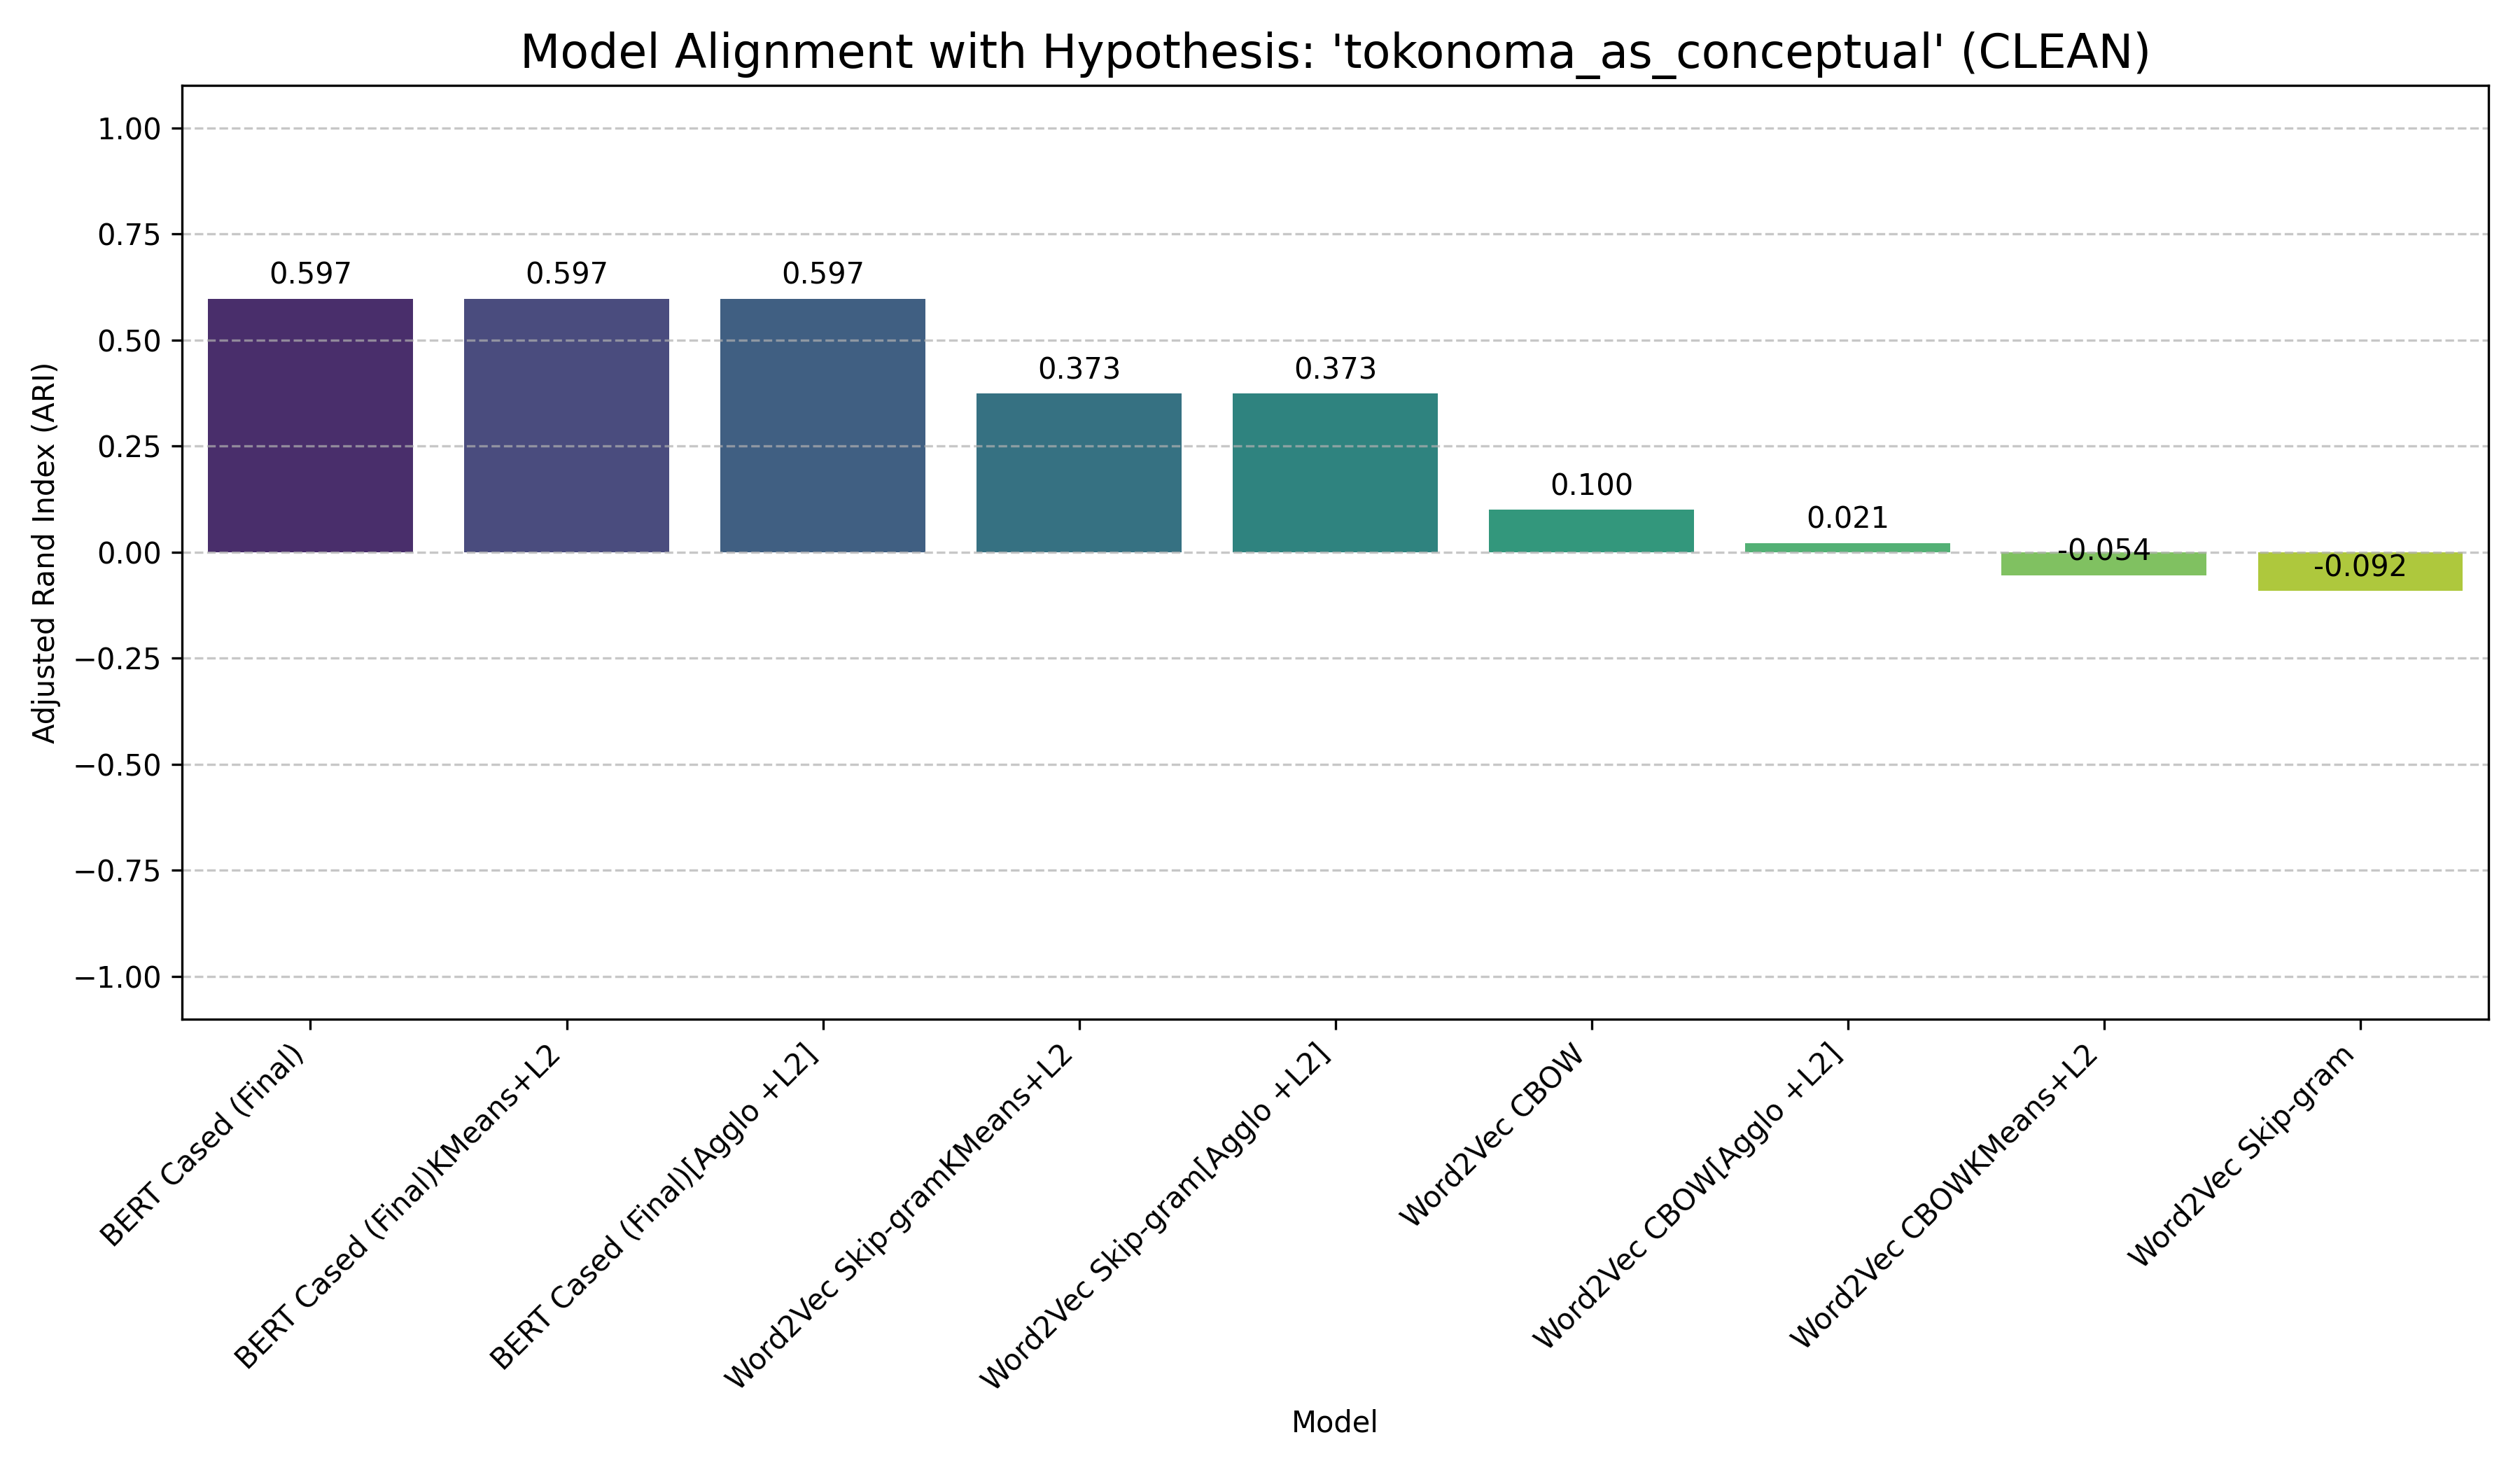 Model Alignment with Hypothesis: 'tokonoma_as_conceptual' (CLEAN)
Adjusted Rand Index (ARI)
1.00
0.75
0.50
0.25
0.00
−0.25
−0.50
−0.75
−1.00
0.597
0.597
0.597
0.373
0.373
0.100
0.021
-0.054
-0.092
BERT Cased (Final)
BERT Cased (Final)KMeans+L2
BERT Cased (Final)[Agglo +L2]
Word2Vec Skip-gramKMeans+L2
Word2Vec Skip-gram[Agglo +L2]
Word2Vec CBOW
Word2Vec CBOW[Agglo +L2]
Word2Vec CBOWKMeans+L2
Word2Vec Skip-gram
Model